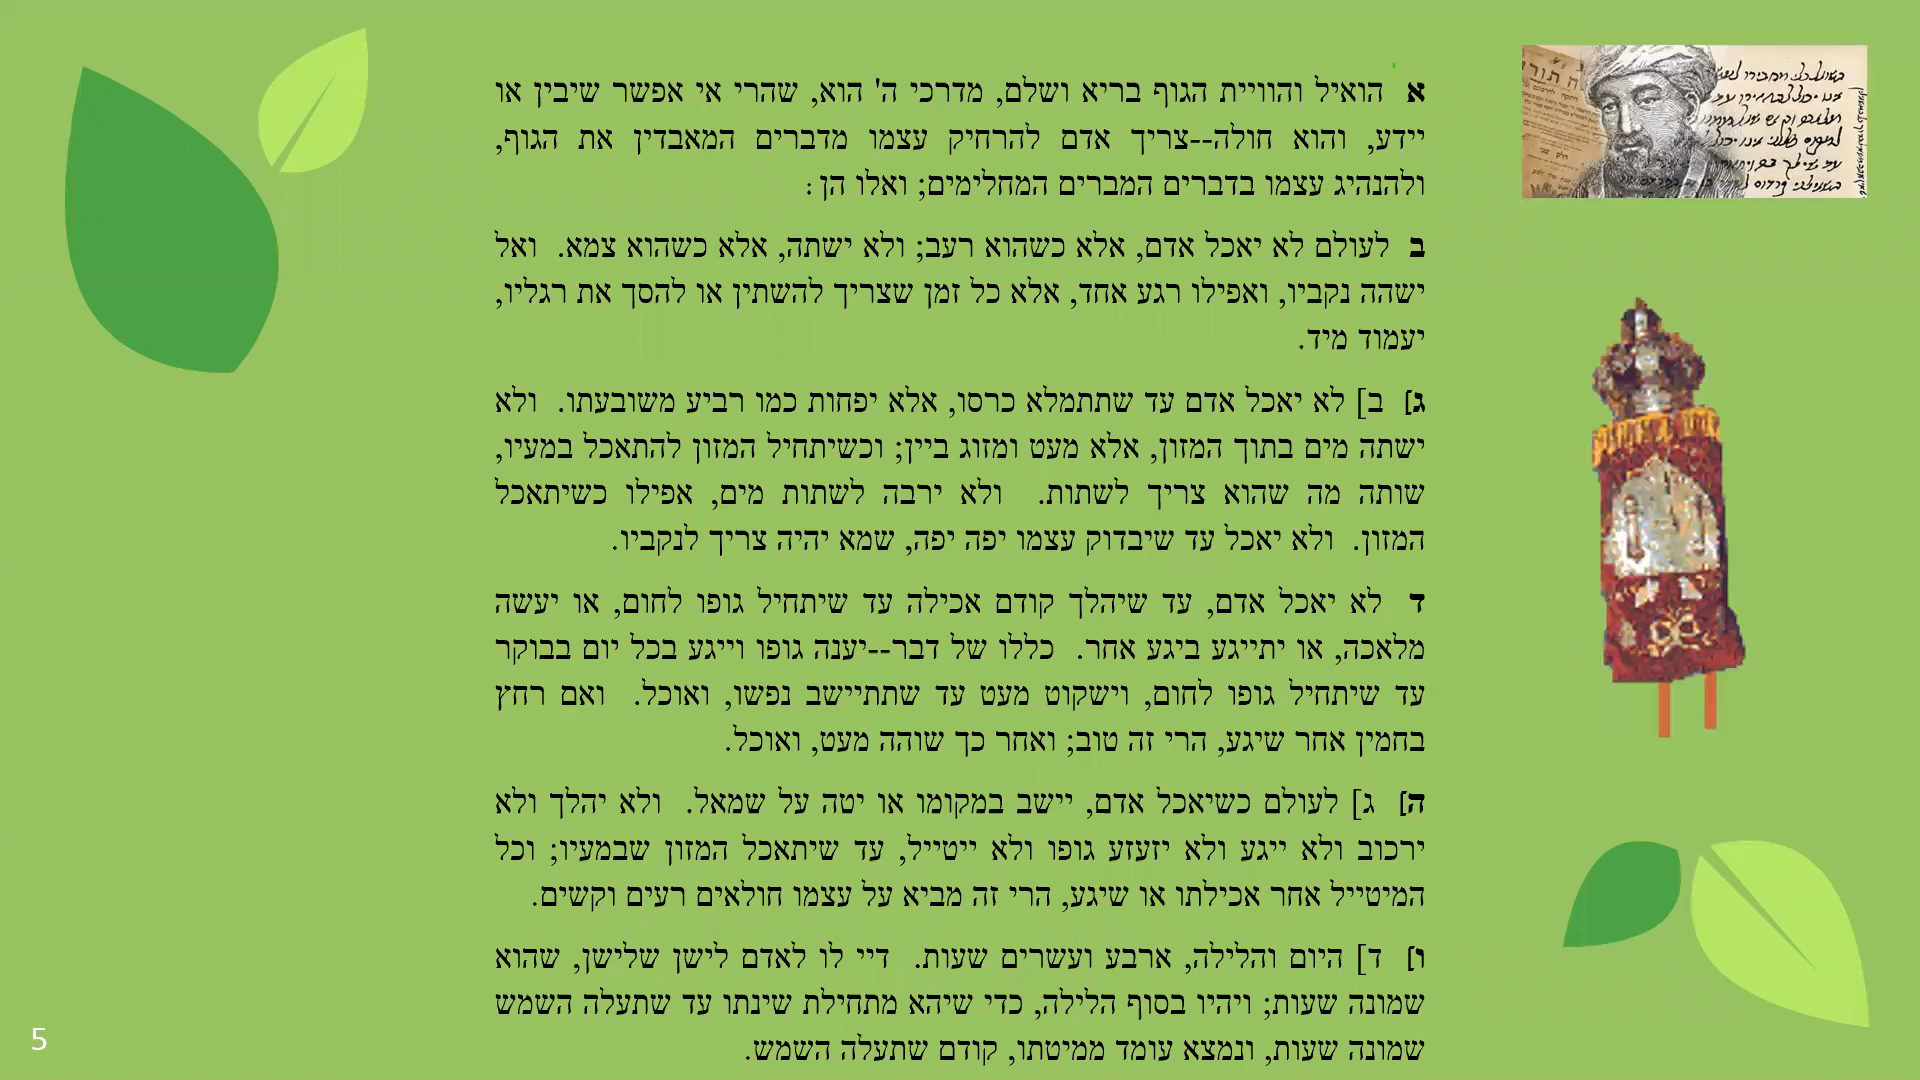 א הואיל והוויית הגוף בריא ושלם, מדרכי ה' הוא, שהרי אי אפשר שיבין או
יידע, והוא חולה--צריך אדם להרחיק עצמו מדברים המאבדין את הגוף,
ולהנהיג עצמו בדברים המברים המחלימים; ואלו הן:
ב לעולם לא יאכל אדם, אלא כשהוא רעב; ולא ישתה, אלא כשהוא צמא. ואל
ישהה נקביו, ואפילו רגע אחד, אלא כל זמן שצריך להשתין או להסך את רגליו,
יעמוד מיד.
ג] ב] לא יאכל אדם עד שתתמלא כרסו, אלא יפחות כמו רביע משובעתו. ולא
ישתה מים בתוך המזון, אלא מעט ומזוג ביין; וכשיתחיל המזון להתאכל במעיו,
שותה מה שהוא צריך לשתות. ולא ירבה לשתות מים, אפילו כשיתאכל
המזון. ולא יאכל עד שיבדוק עצמו יפה יפה, שמא יהיה צריך לנקביו.
ד לא יאכל אדם, עד שיהלך קודם אכילה עד שיתחיל גופו לחום, או יעשה
מלאכה, או יתייגע ביגע אחר. כללו של דבר--יענה גופו וייגע בכל יום בבוקר
עד שיתחיל גופו לחום, וישקוט מעט עד שתתיישב נפשו, ואוכל. ואם רחץ
בחמין אחר שיגע, הרי זה טוב; ואחר כך שוהה מעט, ואוכל.
ה] ג] לעולם כשיאכל אדם, יישב במקומו או יטה על שמאל. ולא יהלך ולא
ירכוב ולא ייגע ולא יזעזע גופו ולא ייטייל, עד שיתאכל המזון שבמעיו; וכל
המיטייל אחר אכילתו או שיגע, הרי זה מביא על עצמו חולאים רעים וקשים.
ו] ד] היום והלילה, ארבע ועשרים שעות. דיי לו לאדם לישן שלישן, שהוא
שמונה שעות; ויהיו בסוף הלילה, כדי שיהא מתחילת שינתו עד שתעלה השמש
שמונה שעות, ונמצא עומד ממיטתו, קודם שתעלה השמש.
5